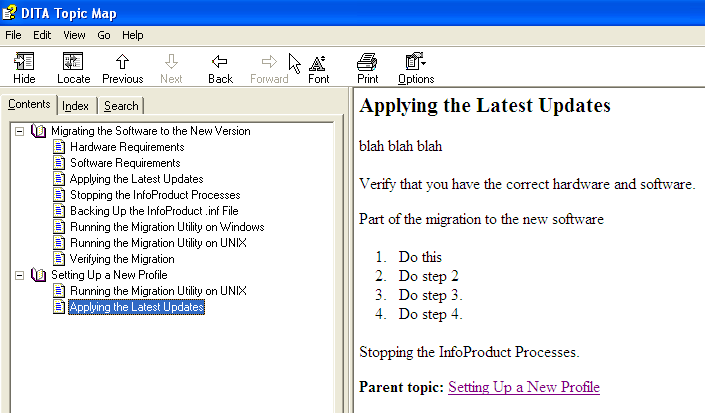 DITA Topic Map
File Edit View Go Help
Hide Locate Previous Next Back Forward Font Print Options
Contents Index Search
Migrating the Software to the New Version
Hardware Requirements
Software Requirements
Applying the Latest Updates
Stopping the InfoProduct Processes
Backing Up the InfoProduct .inf File
Running the Migration Utility on Windows
Running the Migration Utility on UNIX
Verifying the Migration
Setting Up a New Profile
Running the Migration Utility on UNIX
Applying the Latest Updates
Applying the Latest Updates
blah blah blah
Verify that you have the correct hardware and software.
Part of the migration to the new software
1. Do this
2. Do step 2
3. Do step 3.
4. Do step 4.
Stopping the InfoProduct Processes.
Parent topic: Setting Up a New Profile